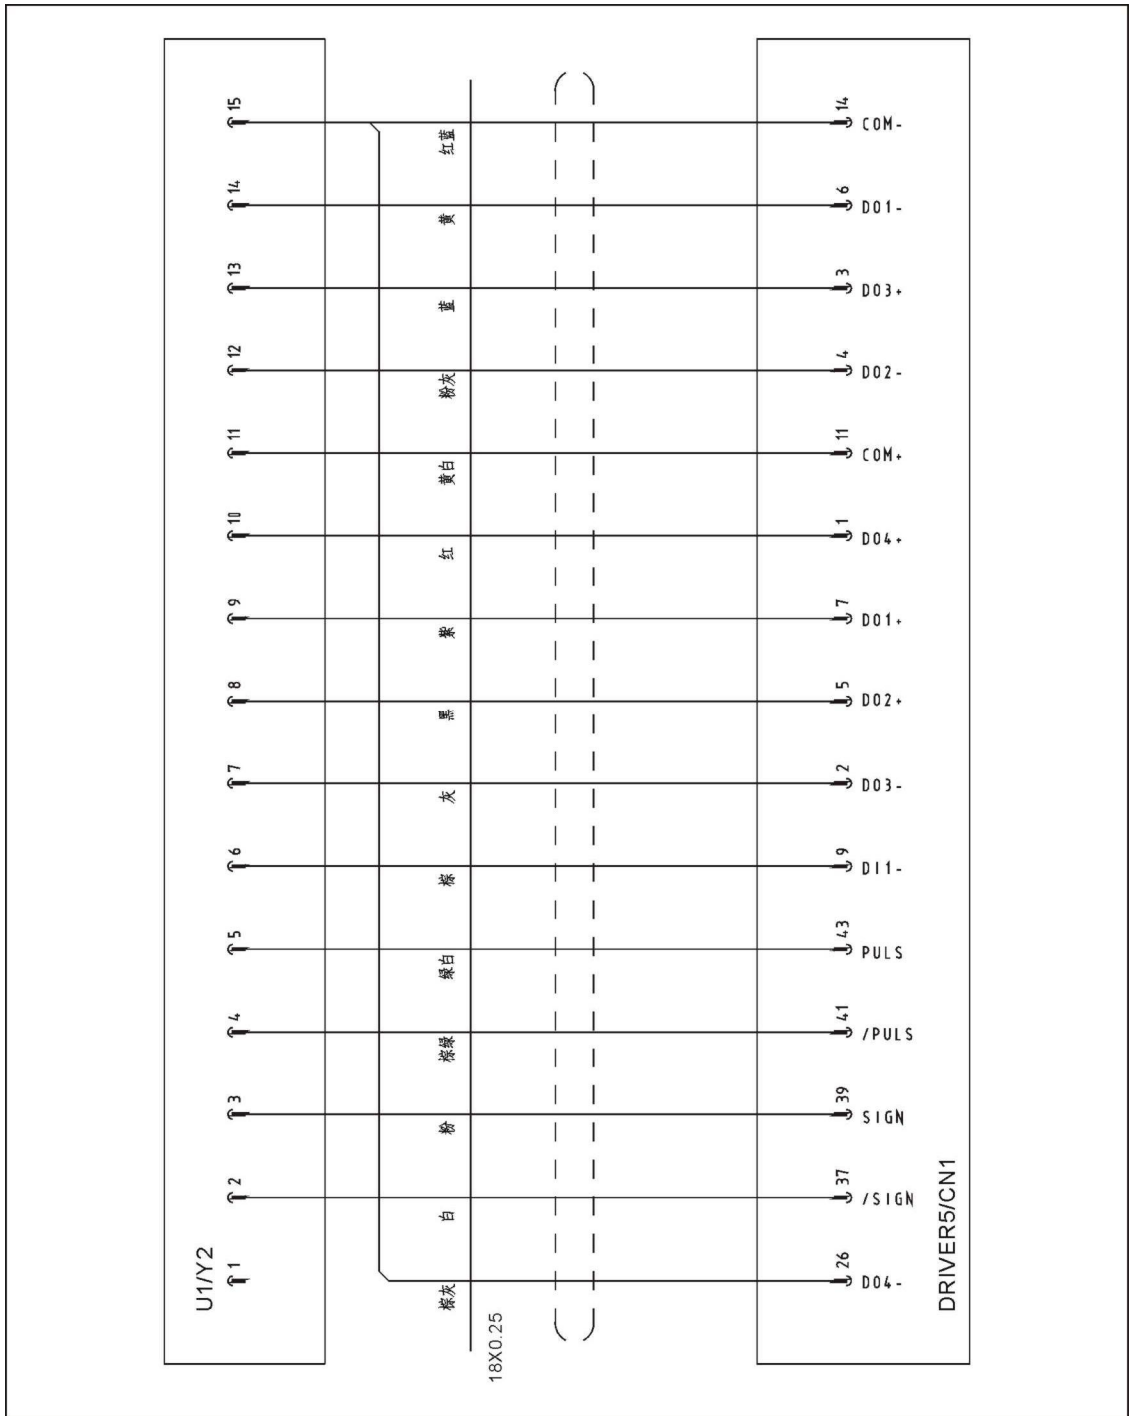 15 红蓝 14 COM-
14 黄 6 DO1-
13 蓝 3 DO3+
12 粉灰 4 DO2-
11 黄白 11 COM+
10 红 1 DO4+
9 紫 7 DO1+
8 黑 5 DO2+
7 灰 2 DO3-
6 棕 9 DI1-
5 绿白 43 PULS
4 棕绿 41 /PULS
3 粉 39 SIGN
2 白 37 /SIGN
1 棕灰 26 DO4-
U1/Y2
18X0.25
DRIVER5/CN1